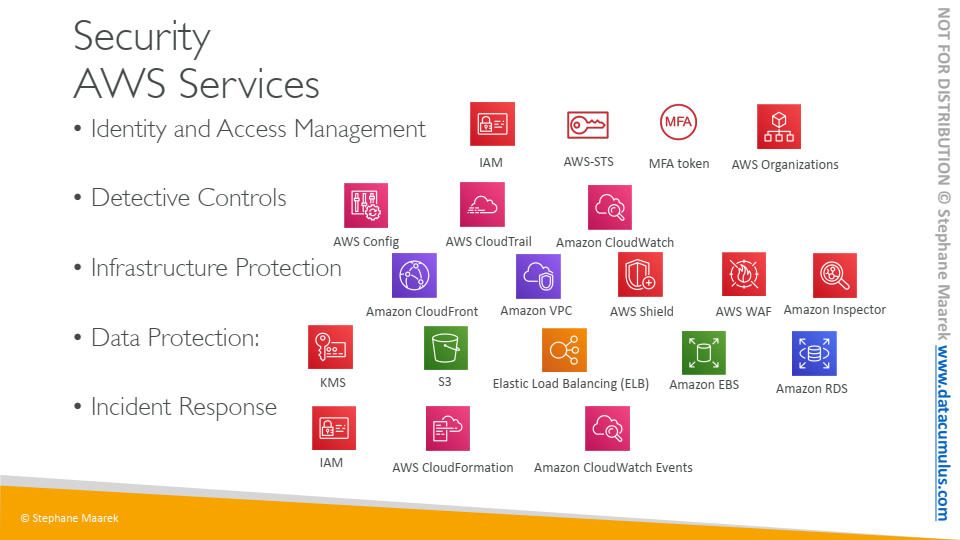 Security
AWS Services
• Identity and Access Management
IAM
AWS-STS
MFA
MFA token
AWS Organizations
• Detective Controls
AWS Config
AWS CloudTrail
Amazon CloudWatch
• Infrastructure Protection
Amazon CloudFront
Amazon VPC
AWS Shield
AWS WAF
Amazon Inspector
• Data Protection:
KMS
S3
Elastic Load Balancing (ELB)
Amazon EBS
Amazon RDS
• Incident Response
IAM
AWS CloudFormation
Amazon CloudWatch Events
© Stephane Maarek
NOT FOR DISTRIBUTION © Stephane Maarek www.datacumulus.com